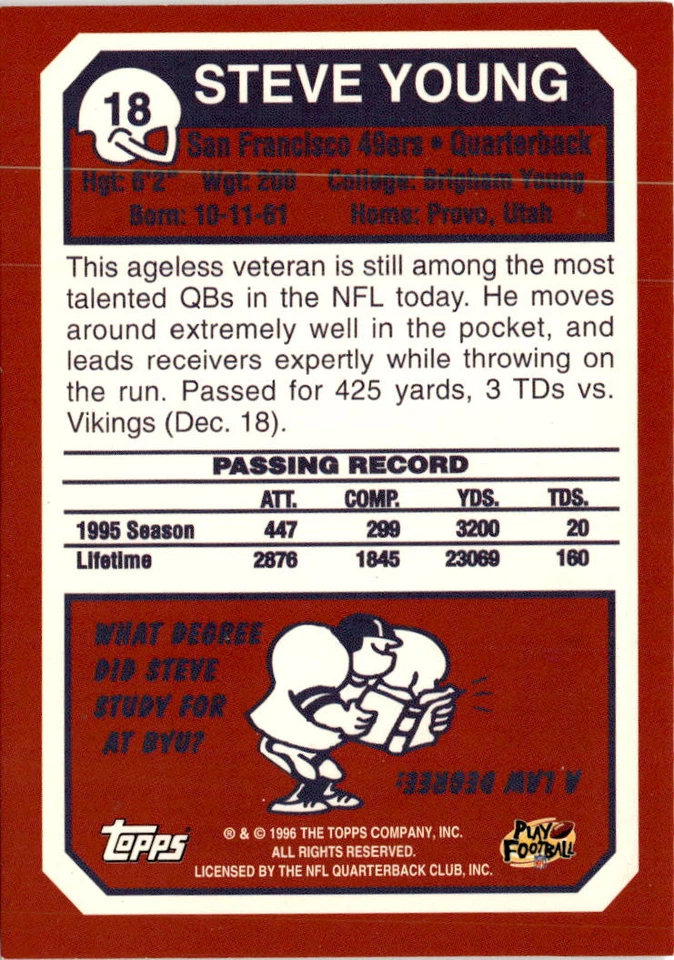 18
STEVE YOUNG
San Francisco 49ers • Quarterback
Hgt: 6'2" Wgt: 200 College: Brigham Young
Born: 10-11-61 Home: Provo, Utah
This ageless veteran is still among the most
talented QBs in the NFL today. He moves
around extremely well in the pocket, and
leads receivers expertly while throwing on
the run. Passed for 425 yards, 3 TDs vs.
Vikings (Dec. 18).
PASSING RECORD
ATT. COMP. YDS. TDS.
1995 Season 447 299 3200 20
Lifetime 2876 1845 23069 160
WHAT DEGREE
DID STEVE
STUDY FOR
AT BYU?
A LAW DEGREE!
Topps
® & © 1996 THE TOPPS COMPANY, INC.
ALL RIGHTS RESERVED.
LICENSED BY THE NFL QUARTERBACK CLUB, INC.
PLAY
FOOTBALL